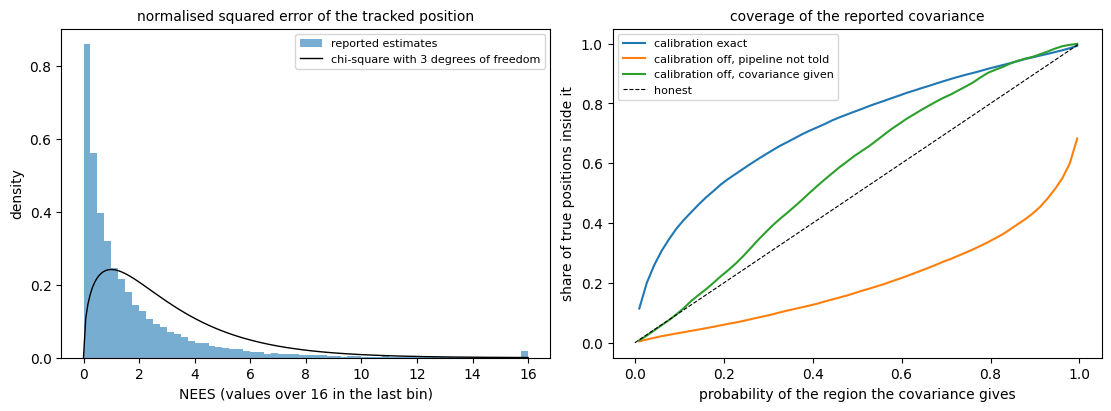 normalised squared error of the tracked position
reported estimates
chi-square with 3 degrees of freedom
density
0.0
0.2
0.4
0.6
0.8
0
2
4
6
8
10
12
14
16
NEES (values over 16 in the last bin)
coverage of the reported covariance
calibration exact
calibration off, pipeline not told
calibration off, covariance given
honest
share of true positions inside it
1.0
0.8
0.6
0.4
0.2
0.0
0.0
0.2
0.4
0.6
0.8
1.0
probability of the region the covariance gives